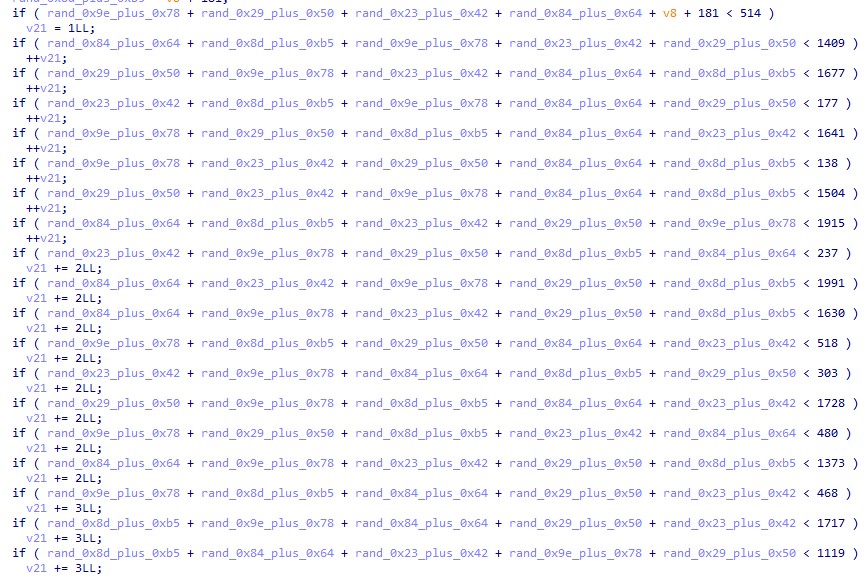 if ( rand_0x9e_plus_0x78 + rand_0x29_plus_0x50 + rand_0x23_plus_0x42 + rand_0x84_plus_0x64 + v8 + 181 < 514 )
v21 = 1LL;
if ( rand_0x84_plus_0x64 + rand_0x8d_plus_0xb5 + rand_0x9e_plus_0x78 + rand_0x23_plus_0x42 + rand_0x29_plus_0x50 < 1409 )
++v21;
if ( rand_0x29_plus_0x50 + rand_0x9e_plus_0x78 + rand_0x23_plus_0x42 + rand_0x84_plus_0x64 + rand_0x8d_plus_0xb5 < 1677 )
++v21;
if ( rand_0x23_plus_0x42 + rand_0x8d_plus_0xb5 + rand_0x9e_plus_0x78 + rand_0x84_plus_0x64 + rand_0x29_plus_0x50 < 177 )
++v21;
if ( rand_0x9e_plus_0x78 + rand_0x29_plus_0x50 + rand_0x8d_plus_0xb5 + rand_0x84_plus_0x64 + rand_0x23_plus_0x42 < 1641 )
++v21;
if ( rand_0x9e_plus_0x78 + rand_0x23_plus_0x42 + rand_0x29_plus_0x50 + rand_0x84_plus_0x64 + rand_0x8d_plus_0xb5 < 138 )
++v21;
if ( rand_0x29_plus_0x50 + rand_0x23_plus_0x42 + rand_0x9e_plus_0x78 + rand_0x84_plus_0x64 + rand_0x8d_plus_0xb5 < 1504 )
++v21;
if ( rand_0x84_plus_0x64 + rand_0x8d_plus_0xb5 + rand_0x23_plus_0x42 + rand_0x29_plus_0x50 + rand_0x9e_plus_0x78 < 1915 )
++v21;
if ( rand_0x23_plus_0x42 + rand_0x9e_plus_0x78 + rand_0x29_plus_0x50 + rand_0x8d_plus_0xb5 + rand_0x84_plus_0x64 < 237 )
v21 += 2LL;
if ( rand_0x84_plus_0x64 + rand_0x23_plus_0x42 + rand_0x9e_plus_0x78 + rand_0x29_plus_0x50 + rand_0x8d_plus_0xb5 < 1991 )
v21 += 2LL;
if ( rand_0x84_plus_0x64 + rand_0x9e_plus_0x78 + rand_0x23_plus_0x42 + rand_0x29_plus_0x50 + rand_0x8d_plus_0xb5 < 1630 )
v21 += 2LL;
if ( rand_0x9e_plus_0x78 + rand_0x8d_plus_0xb5 + rand_0x29_plus_0x50 + rand_0x84_plus_0x64 + rand_0x23_plus_0x42 < 518 )
v21 += 2LL;
if ( rand_0x23_plus_0x42 + rand_0x9e_plus_0x78 + rand_0x84_plus_0x64 + rand_0x8d_plus_0xb5 + rand_0x29_plus_0x50 < 303 )
v21 += 2LL;
if ( rand_0x29_plus_0x50 + rand_0x9e_plus_0x78 + rand_0x8d_plus_0xb5 + rand_0x84_plus_0x64 + rand_0x23_plus_0x42 < 1728 )
v21 += 2LL;
if ( rand_0x9e_plus_0x78 + rand_0x29_plus_0x50 + rand_0x8d_plus_0xb5 + rand_0x23_plus_0x42 + rand_0x84_plus_0x64 < 480 )
v21 += 2LL;
if ( rand_0x84_plus_0x64 + rand_0x9e_plus_0x78 + rand_0x23_plus_0x42 + rand_0x29_plus_0x50 + rand_0x8d_plus_0xb5 < 1373 )
v21 += 2LL;
if ( rand_0x9e_plus_0x78 + rand_0x8d_plus_0xb5 + rand_0x84_plus_0x64 + rand_0x29_plus_0x50 + rand_0x23_plus_0x42 < 468 )
v21 += 3LL;
if ( rand_0x8d_plus_0xb5 + rand_0x9e_plus_0x78 + rand_0x84_plus_0x64 + rand_0x29_plus_0x50 + rand_0x23_plus_0x42 < 1717 )
v21 += 3LL;
if ( rand_0x8d_plus_0xb5 + rand_0x84_plus_0x64 + rand_0x23_plus_0x42 + rand_0x9e_plus_0x78 + rand_0x29_plus_0x50 < 1119 )
v21 += 3LL;